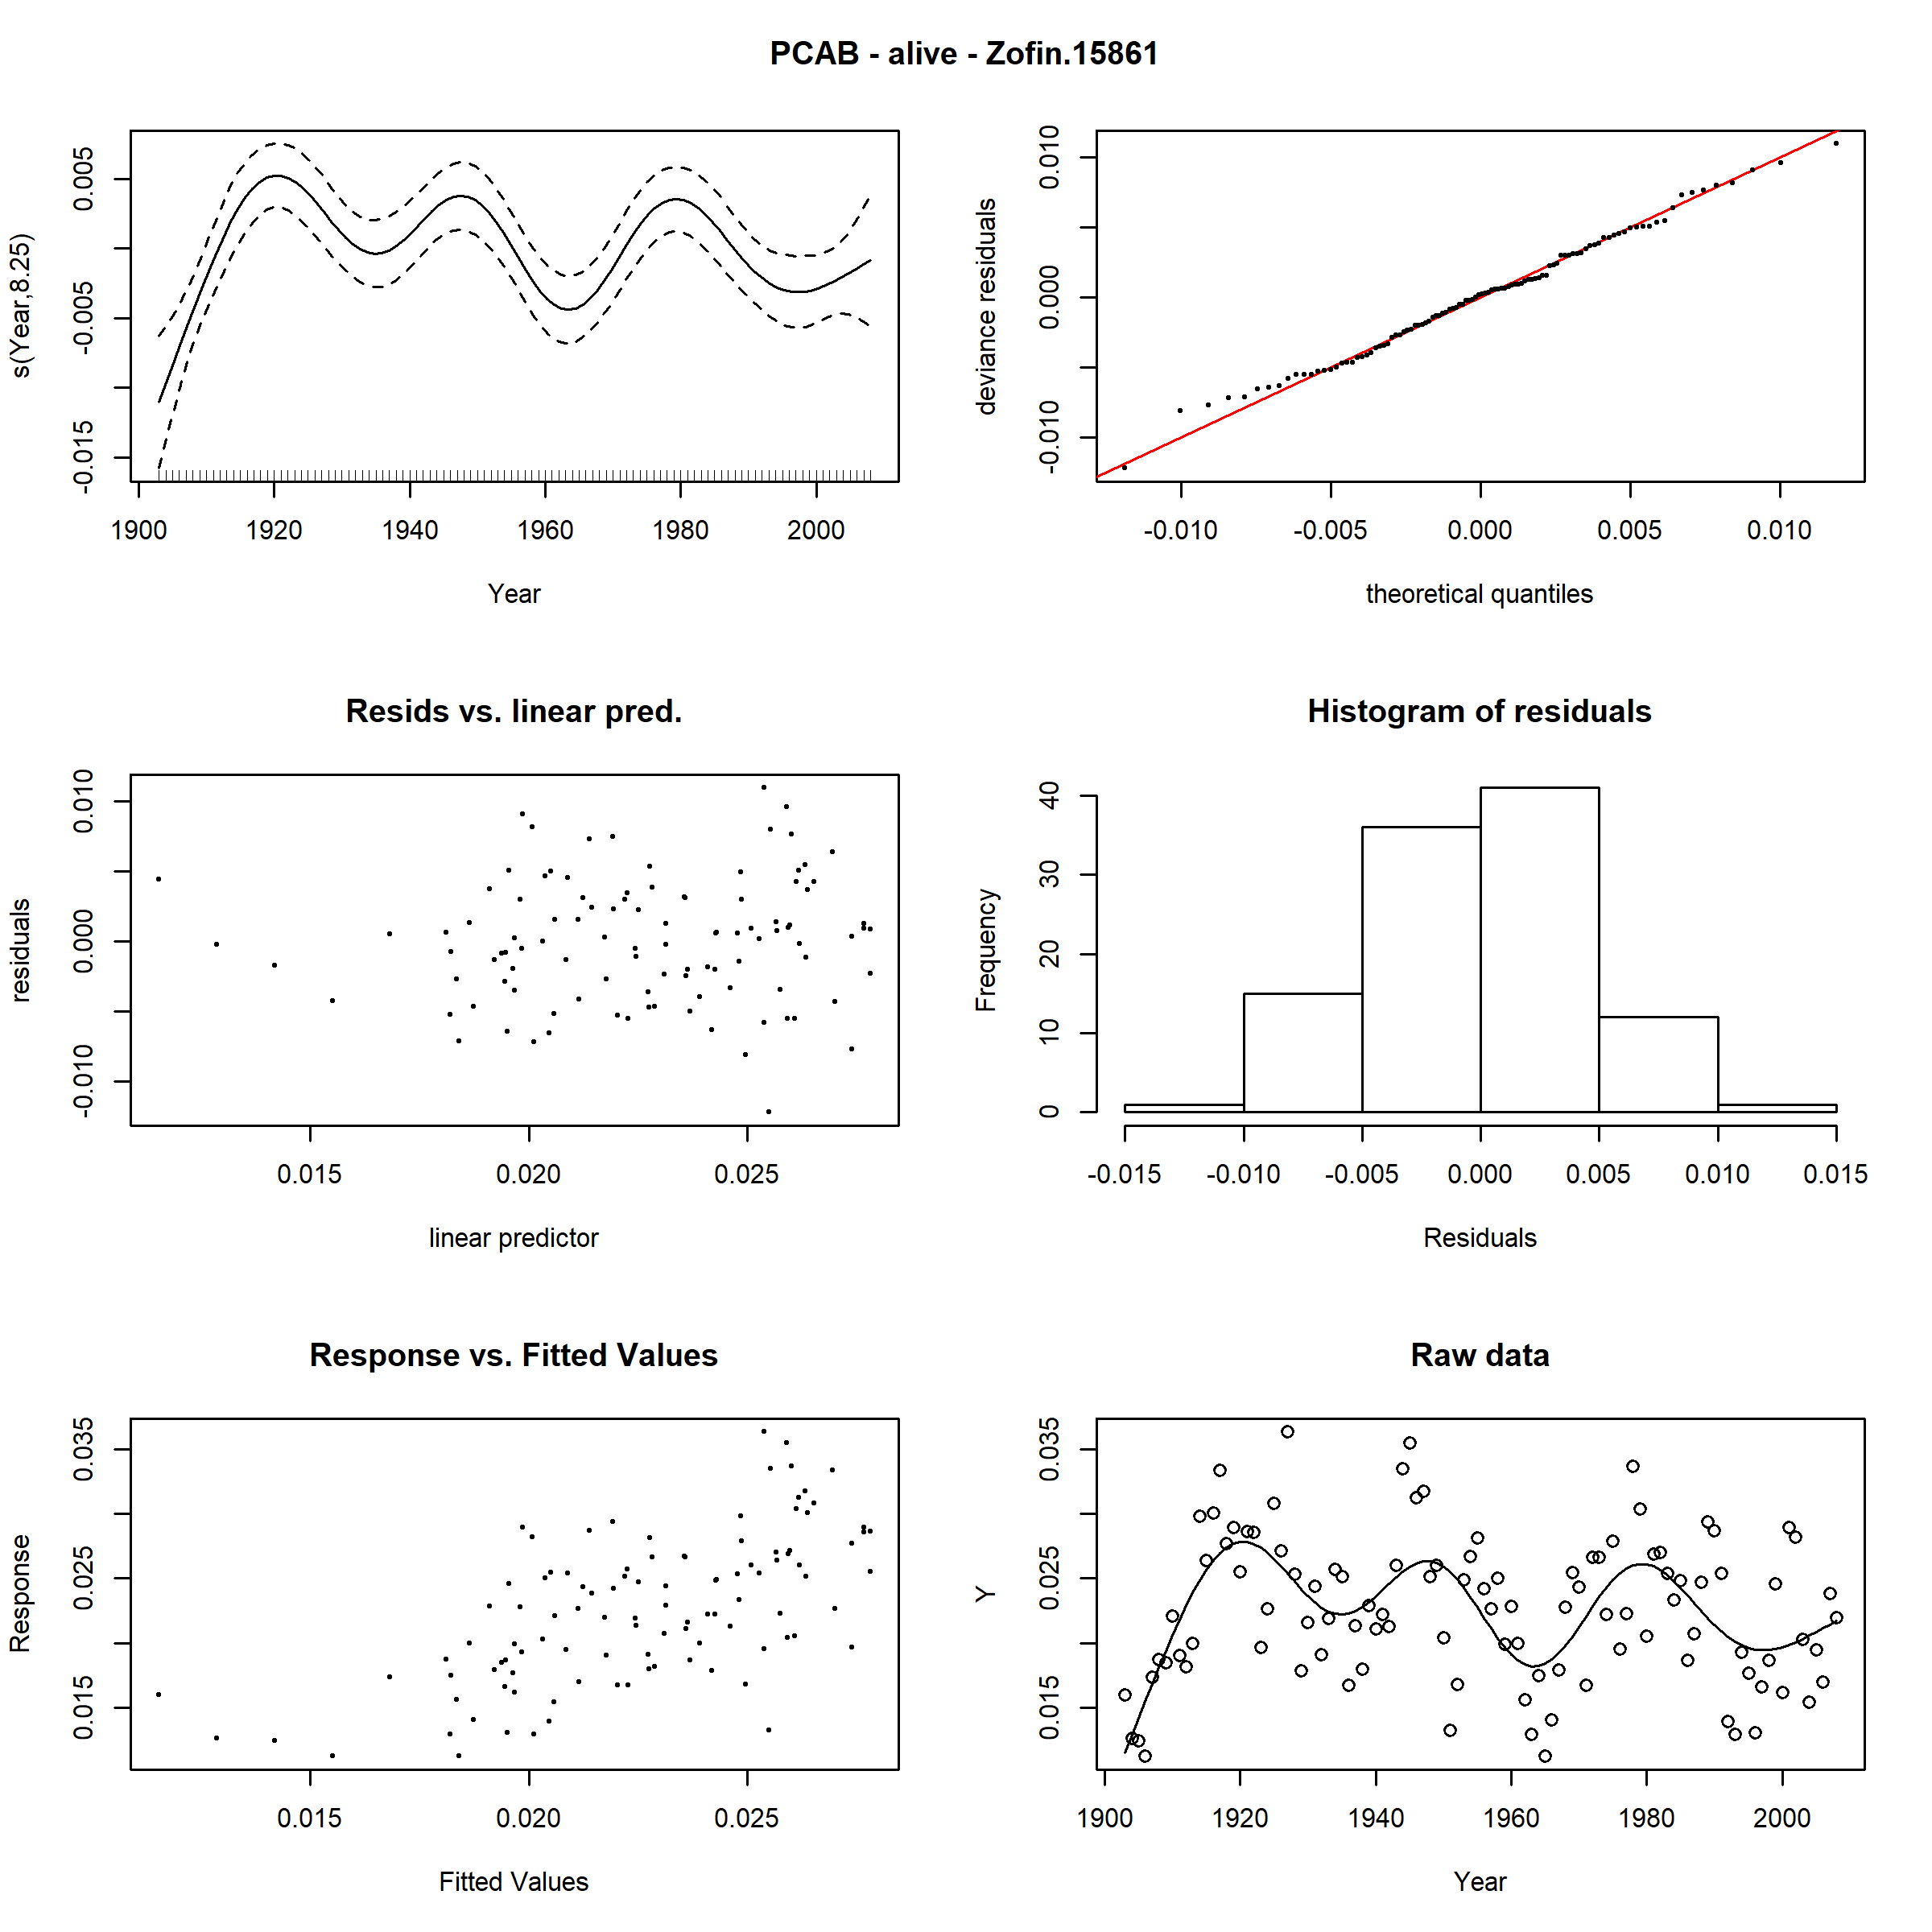 PCAB - alive - Zofin.15861
s(Year,8.25)
-0.015 -0.005 0.005
1900 1920 1940 1960 1980 2000
Year
deviance residuals
-0.010 0.000 0.010
-0.010 -0.005 0.000 0.005 0.010
theoretical quantiles
Resids vs. linear pred.
residuals
-0.010 0.000 0.010
0.015 0.020 0.025
linear predictor
Histogram of residuals
Frequency
0 10 20 30 40
-0.015 -0.010 -0.005 0.000 0.005 0.010 0.015
Residuals
Response vs. Fitted Values
Response
0.015 0.025 0.035
0.015 0.020 0.025
Fitted Values
Raw data
Y
0.015 0.025 0.035
1900 1920 1940 1960 1980 2000
Year